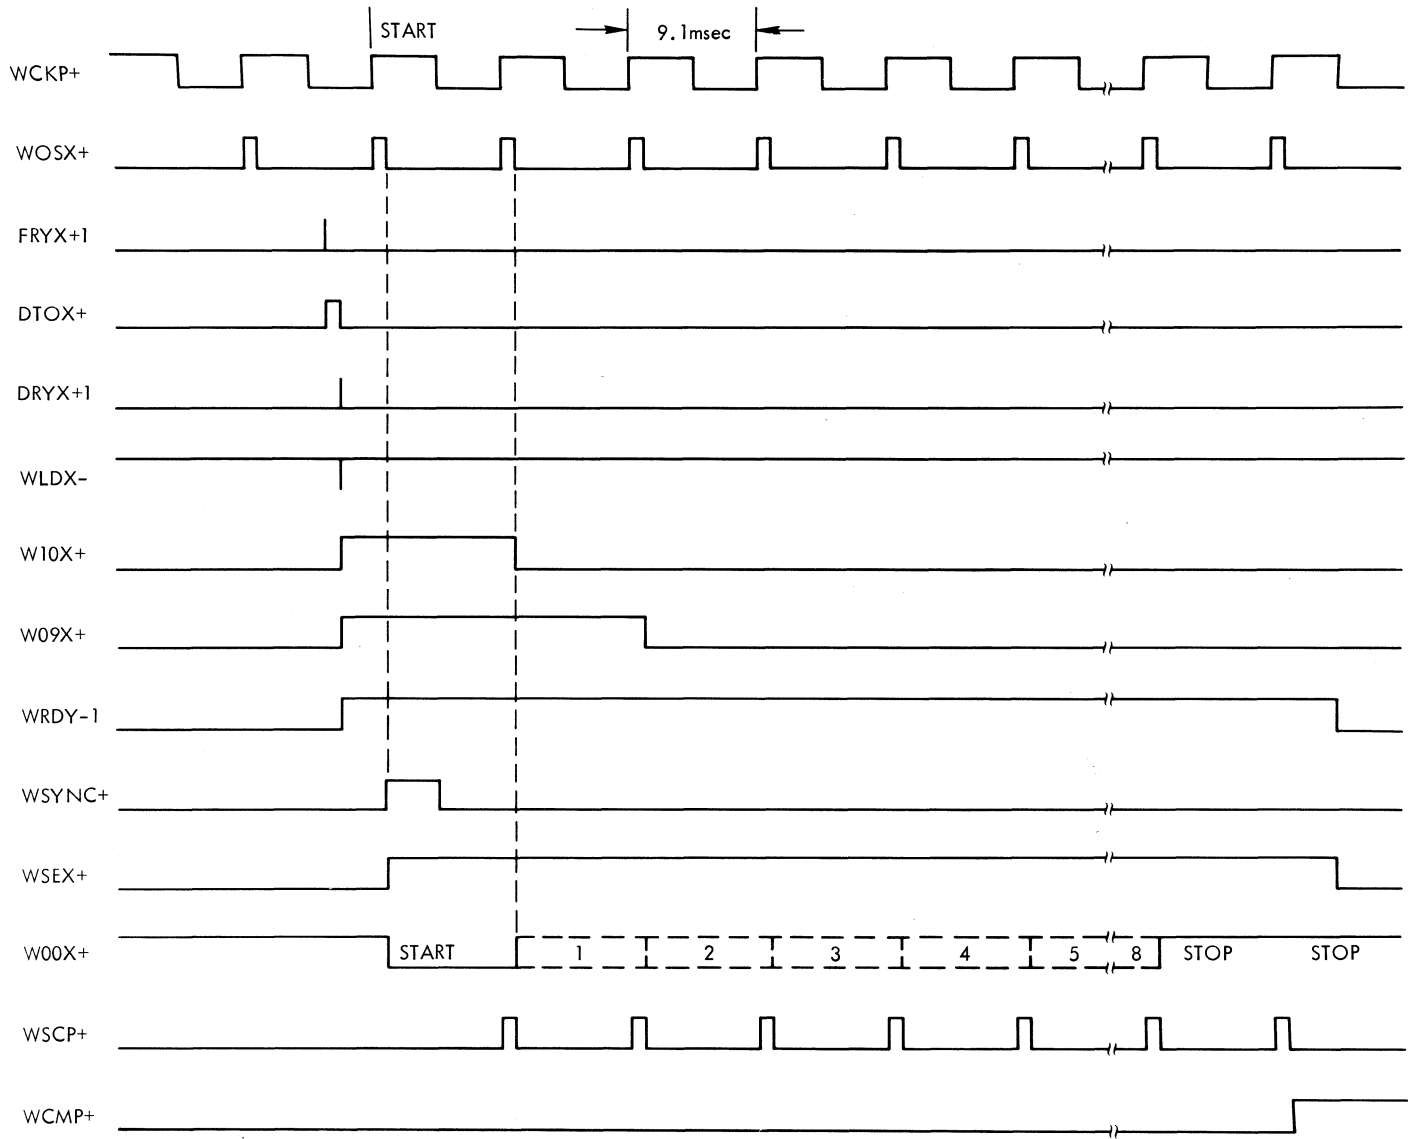 START
9.1msec
WCKP+
WOSX+
FRYX+1
DTOX+
DRYX+1
WLDX-
W10X+
W09X+
WRDY-1
WSYNC+
WSEX+
W00X+ START 1 2 3 4 5 8 STOP STOP
WSCP+
WCMP+